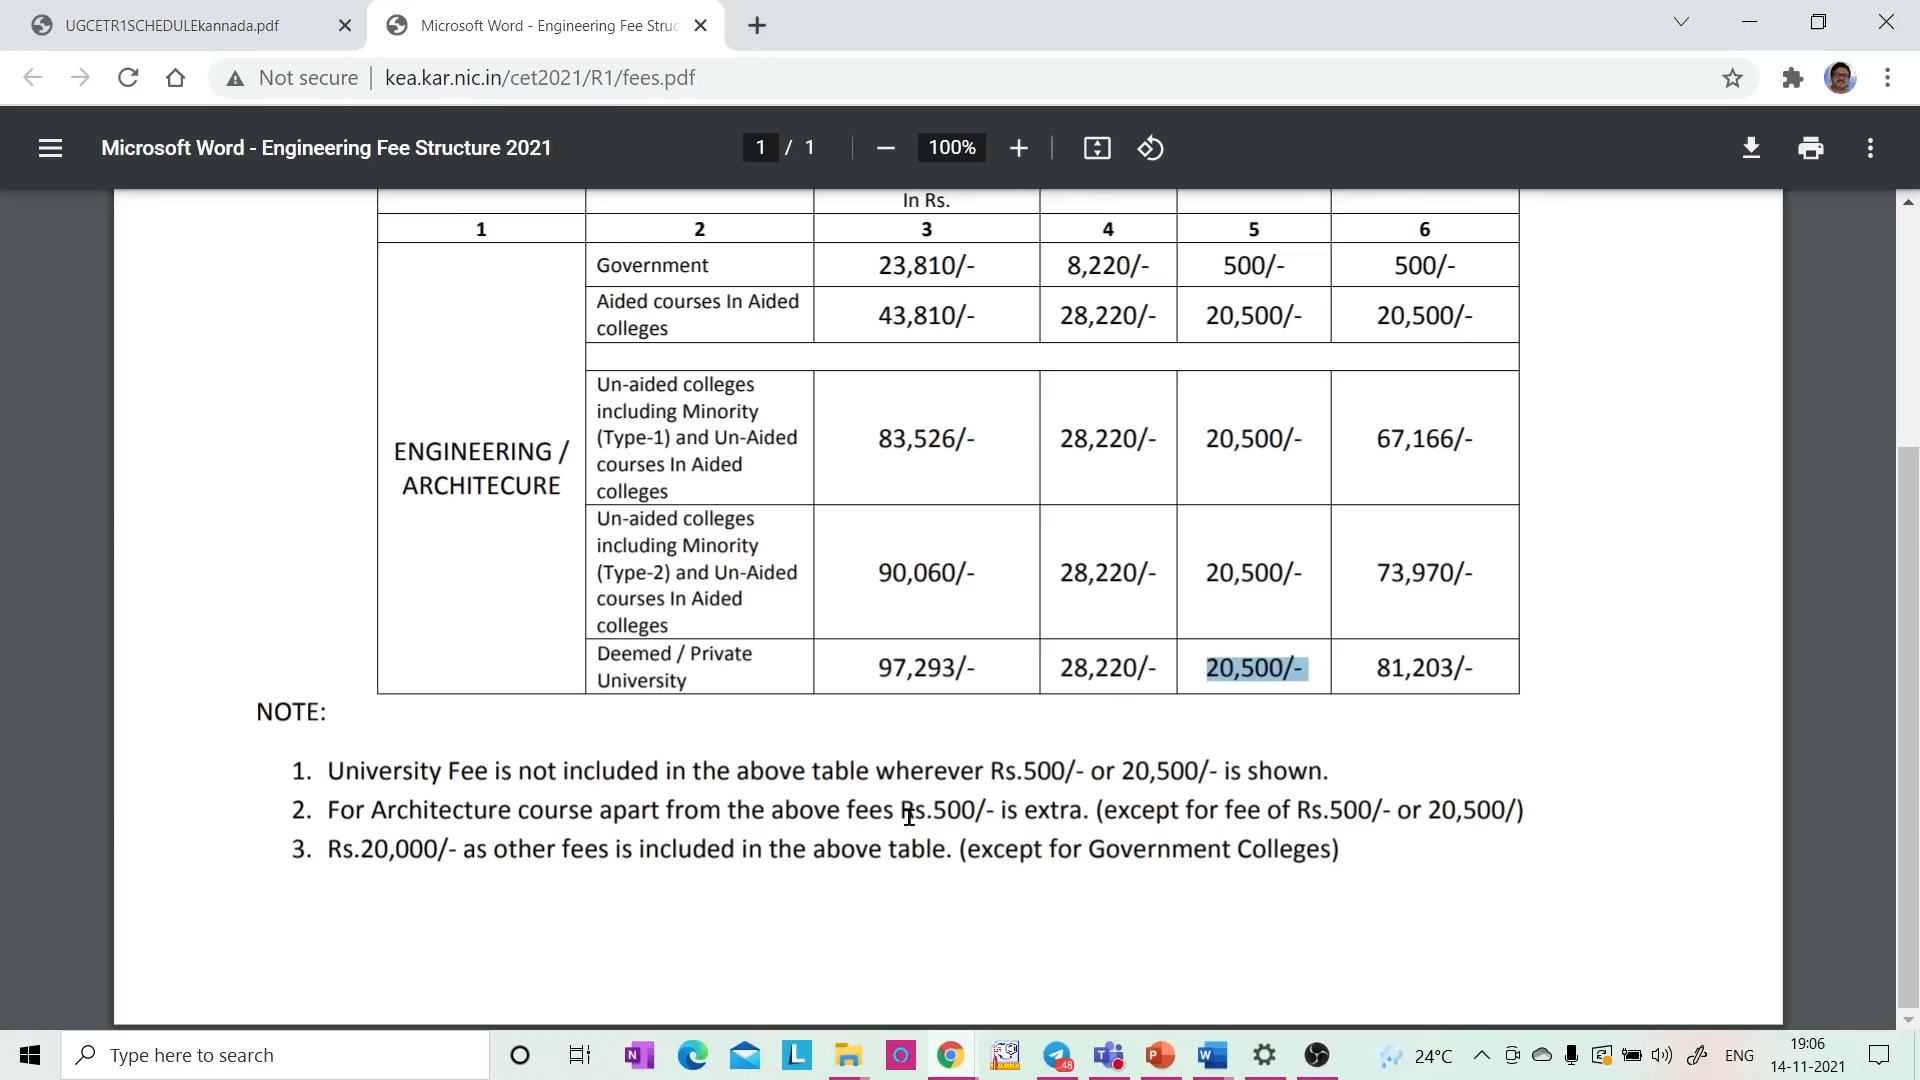 UGCETR1SCHEDULEkannada.pdf
Microsoft Word - Engineering Fee Struc
Not secure
kea.kar.nic.in/cet2021/R1/fees.pdf
Microsoft Word - Engineering Fee Structure 2021
1 / 1
100%
In Rs.
1 2 3 4 5 6
Government 23,810/- 8,220/- 500/- 500/-
Aided courses In Aided
colleges
43,810/- 28,220/- 20,500/- 20,500/-
ENGINEERING /
ARCHITECURE
Un-aided colleges
including Minority
(Type-1) and Un-Aided
courses In Aided
colleges
83,526/- 28,220/- 20,500/- 67,166/-
Un-aided colleges
including Minority
(Type-2) and Un-Aided
courses In Aided
colleges
90,060/- 28,220/- 20,500/- 73,970/-
Deemed / Private
University
97,293/- 28,220/- 20,500/- 81,203/-
NOTE:
1. University Fee is not included in the above table wherever Rs.500/- or 20,500/- is shown.
2. For Architecture course apart from the above fees Rs.500/- is extra. (except for fee of Rs.500/- or 20,500/)
3. Rs.20,000/- as other fees is included in the above table. (except for Government Colleges)
Type here to search
24°C
ENG
19:06
14-11-2021